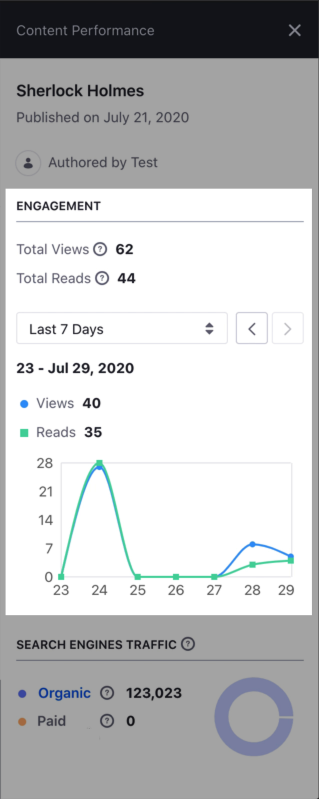 Content Performance
Sherlock Holmes
Published on July 21, 2020
Authored by Test
ENGAGEMENT
Total Views ? 62
Total Reads ? 44
Last 7 Days
23 - Jul 29, 2020
Views 40
Reads 35
28
21
14
7
0
23 24 25 26 27 28 29
SEARCH ENGINES TRAFFIC ?
Organic ? 123,023
Paid ? 0